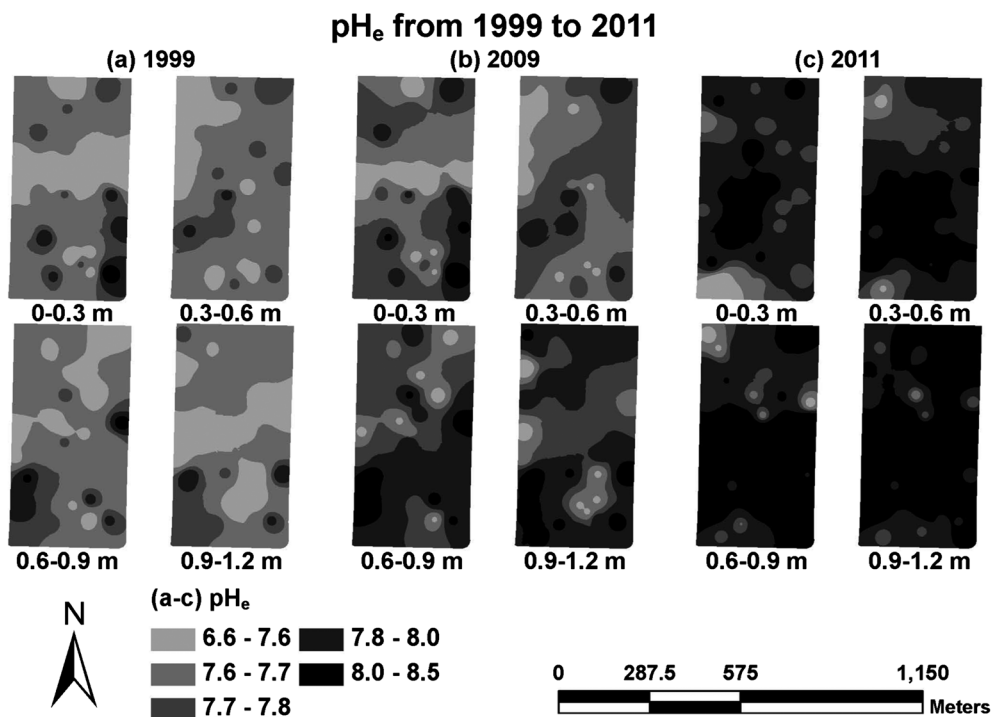 pHe from 1999 to 2011
(a) 1999
(b) 2009
(c) 2011
0-0.3 m
0.3-0.6 m
0-0.3 m
0.3-0.6 m
0-0.3 m
0.3-0.6 m
0.6-0.9 m
0.9-1.2 m
0.6-0.9 m
0.9-1.2 m
0.6-0.9 m
0.9-1.2 m
N
(a-c) pHe
6.6 - 7.6
7.8 - 8.0
7.6 - 7.7
8.0 - 8.5
7.7 - 7.8
0 287.5 575 1,150
Meters